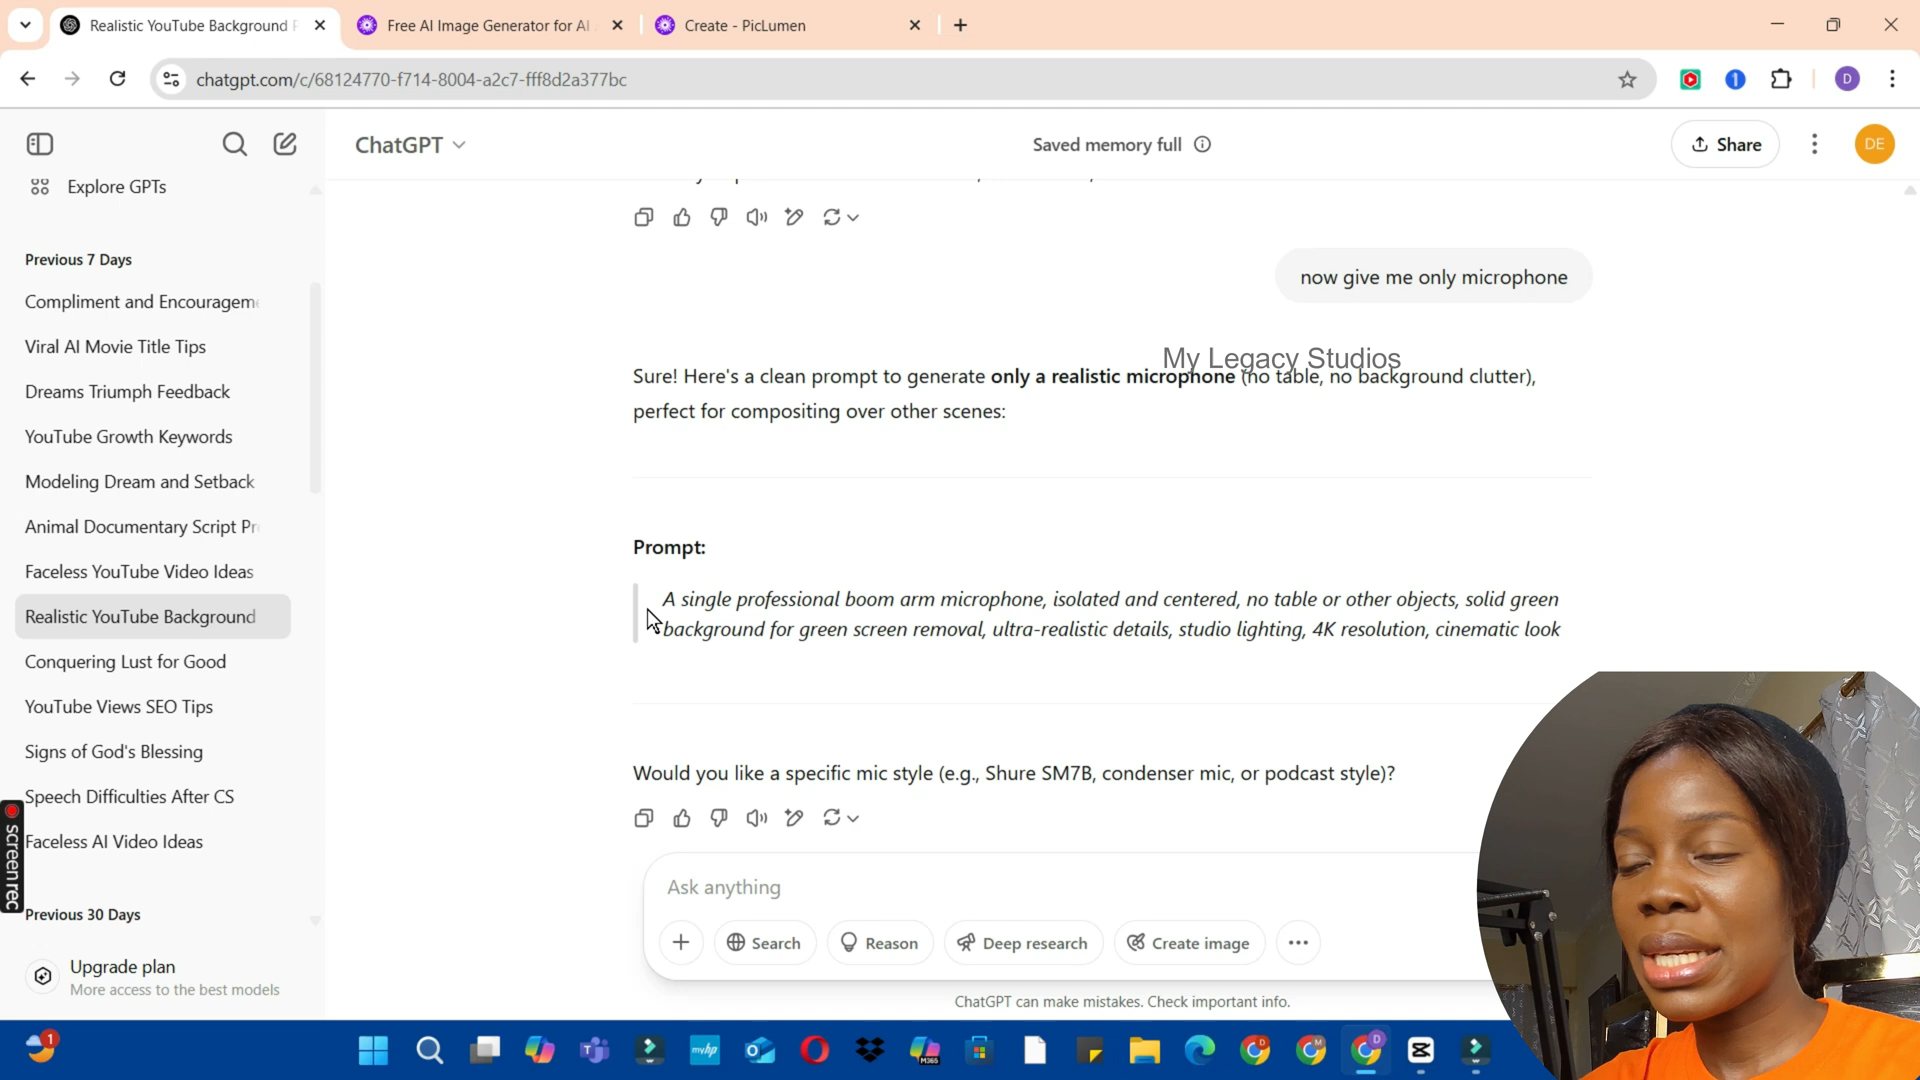 Realistic YouTube Background
Free AI Image Generator for AI
Create - PicLumen
chatgpt.com/c/68124770-f714-8004-a2c7-fff8d2a377bc
D
ChatGPT
Saved memory full
Share
DE
Explore GPTs
Previous 7 Days
Compliment and Encouragem
Viral AI Movie Title Tips
Dreams Triumph Feedback
YouTube Growth Keywords
Modeling Dream and Setback
Animal Documentary Script Pr
Faceless YouTube Video Ideas
Realistic YouTube Background
Conquering Lust for Good
YouTube Views SEO Tips
Signs of God's Blessing
Speech Difficulties After CS
Faceless AI Video Ideas
Previous 30 Days
Upgrade plan
More access to the best models
screenrec
now give me only microphone
My Legacy Studios
Sure! Here's a clean prompt to generate only a realistic microphone (no table, no background clutter),
perfect for compositing over other scenes:
Prompt:
A single professional boom arm microphone, isolated and centered, no table or other objects, solid green
background for green screen removal, ultra-realistic details, studio lighting, 4K resolution, cinematic look
Would you like a specific mic style (e.g., Shure SM7B, condenser mic, or podcast style)?
Ask anything
Search
Reason
Deep research
Create image
ChatGPT can make mistakes. Check important info.
1
myhp
M365
D
M
D